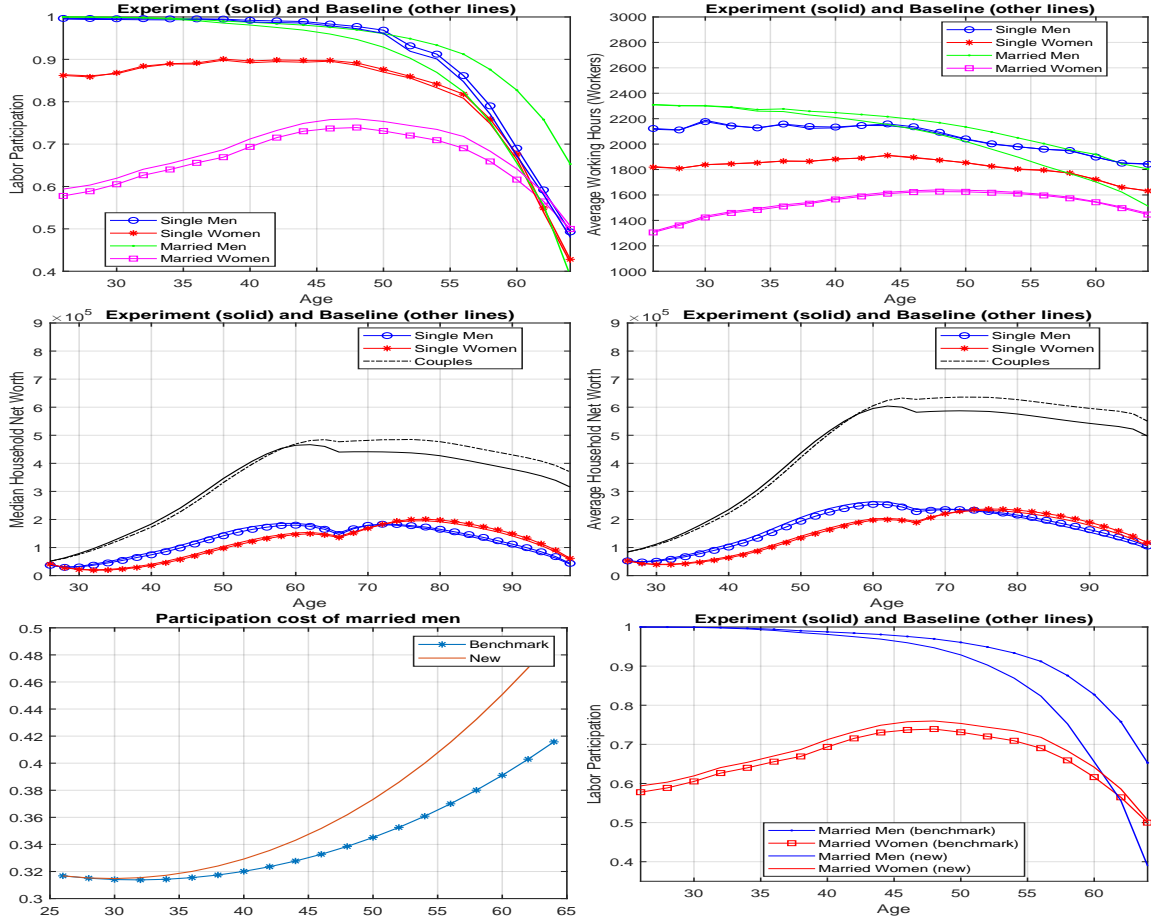 Experiment (solid) and Baseline (other lines)
Labor Participation
1
0.9
0.8
0.7
0.6
0.5
0.4
Single Men
Single Women
Married Men
Married Women
30 35 40 45 50 55 60
Age
Experiment (solid) and Baseline (other lines)
Average Working Hours (Workers)
3000
2800
2600
2400
2200
2000
1800
1600
1400
1200
1000
Single Men
Single Women
Married Men
Married Women
30 35 40 45 50 55 60
Age
Experiment (solid) and Baseline (other lines)
×10^5
Median Household Net Worth
9
8
7
6
5
4
3
2
1
0
Single Men
Single Women
Couples
30 40 50 60 70 80 90
Age
Experiment (solid) and Baseline (other lines)
×10^5
Average Household Net Worth
9
8
7
6
5
4
3
2
1
0
Single Men
Single Women
Couples
30 40 50 60 70 80 90
Age
Participation cost of married men
0.5
0.48
0.46
0.44
0.42
0.4
0.38
0.36
0.34
0.32
0.3
Benchmark
New
25 30 35 40 45 50 55 60 65
Experiment (solid) and Baseline (other lines)
Labor Participation
1
0.9
0.8
0.7
0.6
0.5
0.4
Married Men (benchmark)
Married Women (benchmark)
Married Men (new)
Married Women (new)
30 35 40 45 50 55 60
Age